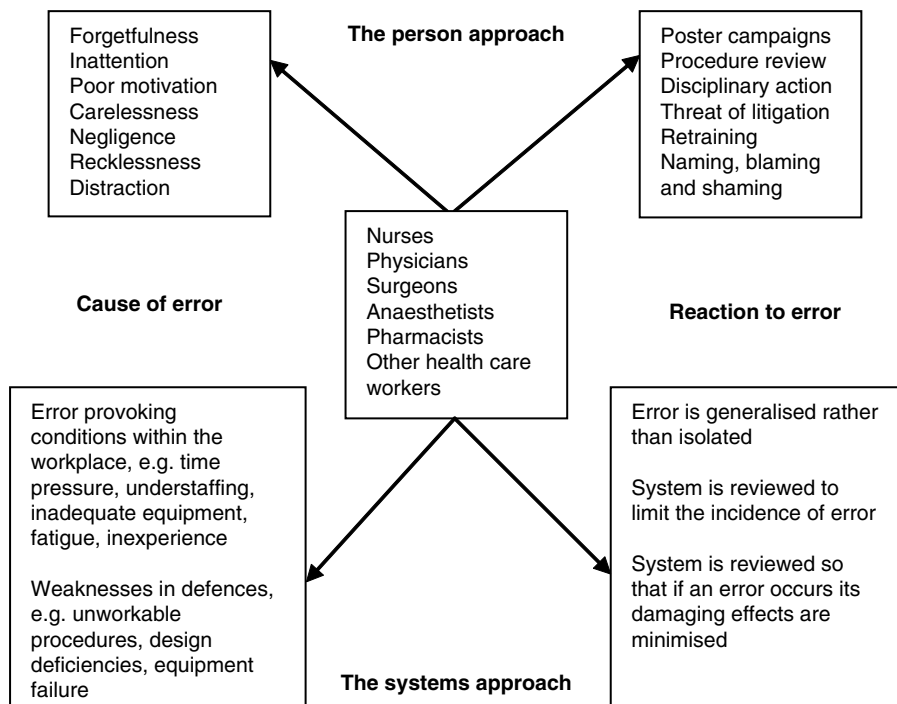 The person approach
Forgetfulness
Inattention
Poor motivation
Carelessness
Negligence
Recklessness
Distraction
Poster campaigns
Procedure review
Disciplinary action
Threat of litigation
Retraining
Naming, blaming
and shaming
Cause of error
Nurses
Physicians
Surgeons
Anaesthetists
Pharmacists
Other health care
workers
Reaction to error
Error provoking
conditions within the
workplace, e.g. time
pressure, understaffing,
inadequate equipment,
fatigue, inexperience
Weaknesses in defences,
e.g. unworkable
procedures, design
deficiencies, equipment
failure
Error is generalised rather
than isolated
System is reviewed to
limit the incidence of error
System is reviewed so
that if an error occurs its
damaging effects are
minimised
The systems approach